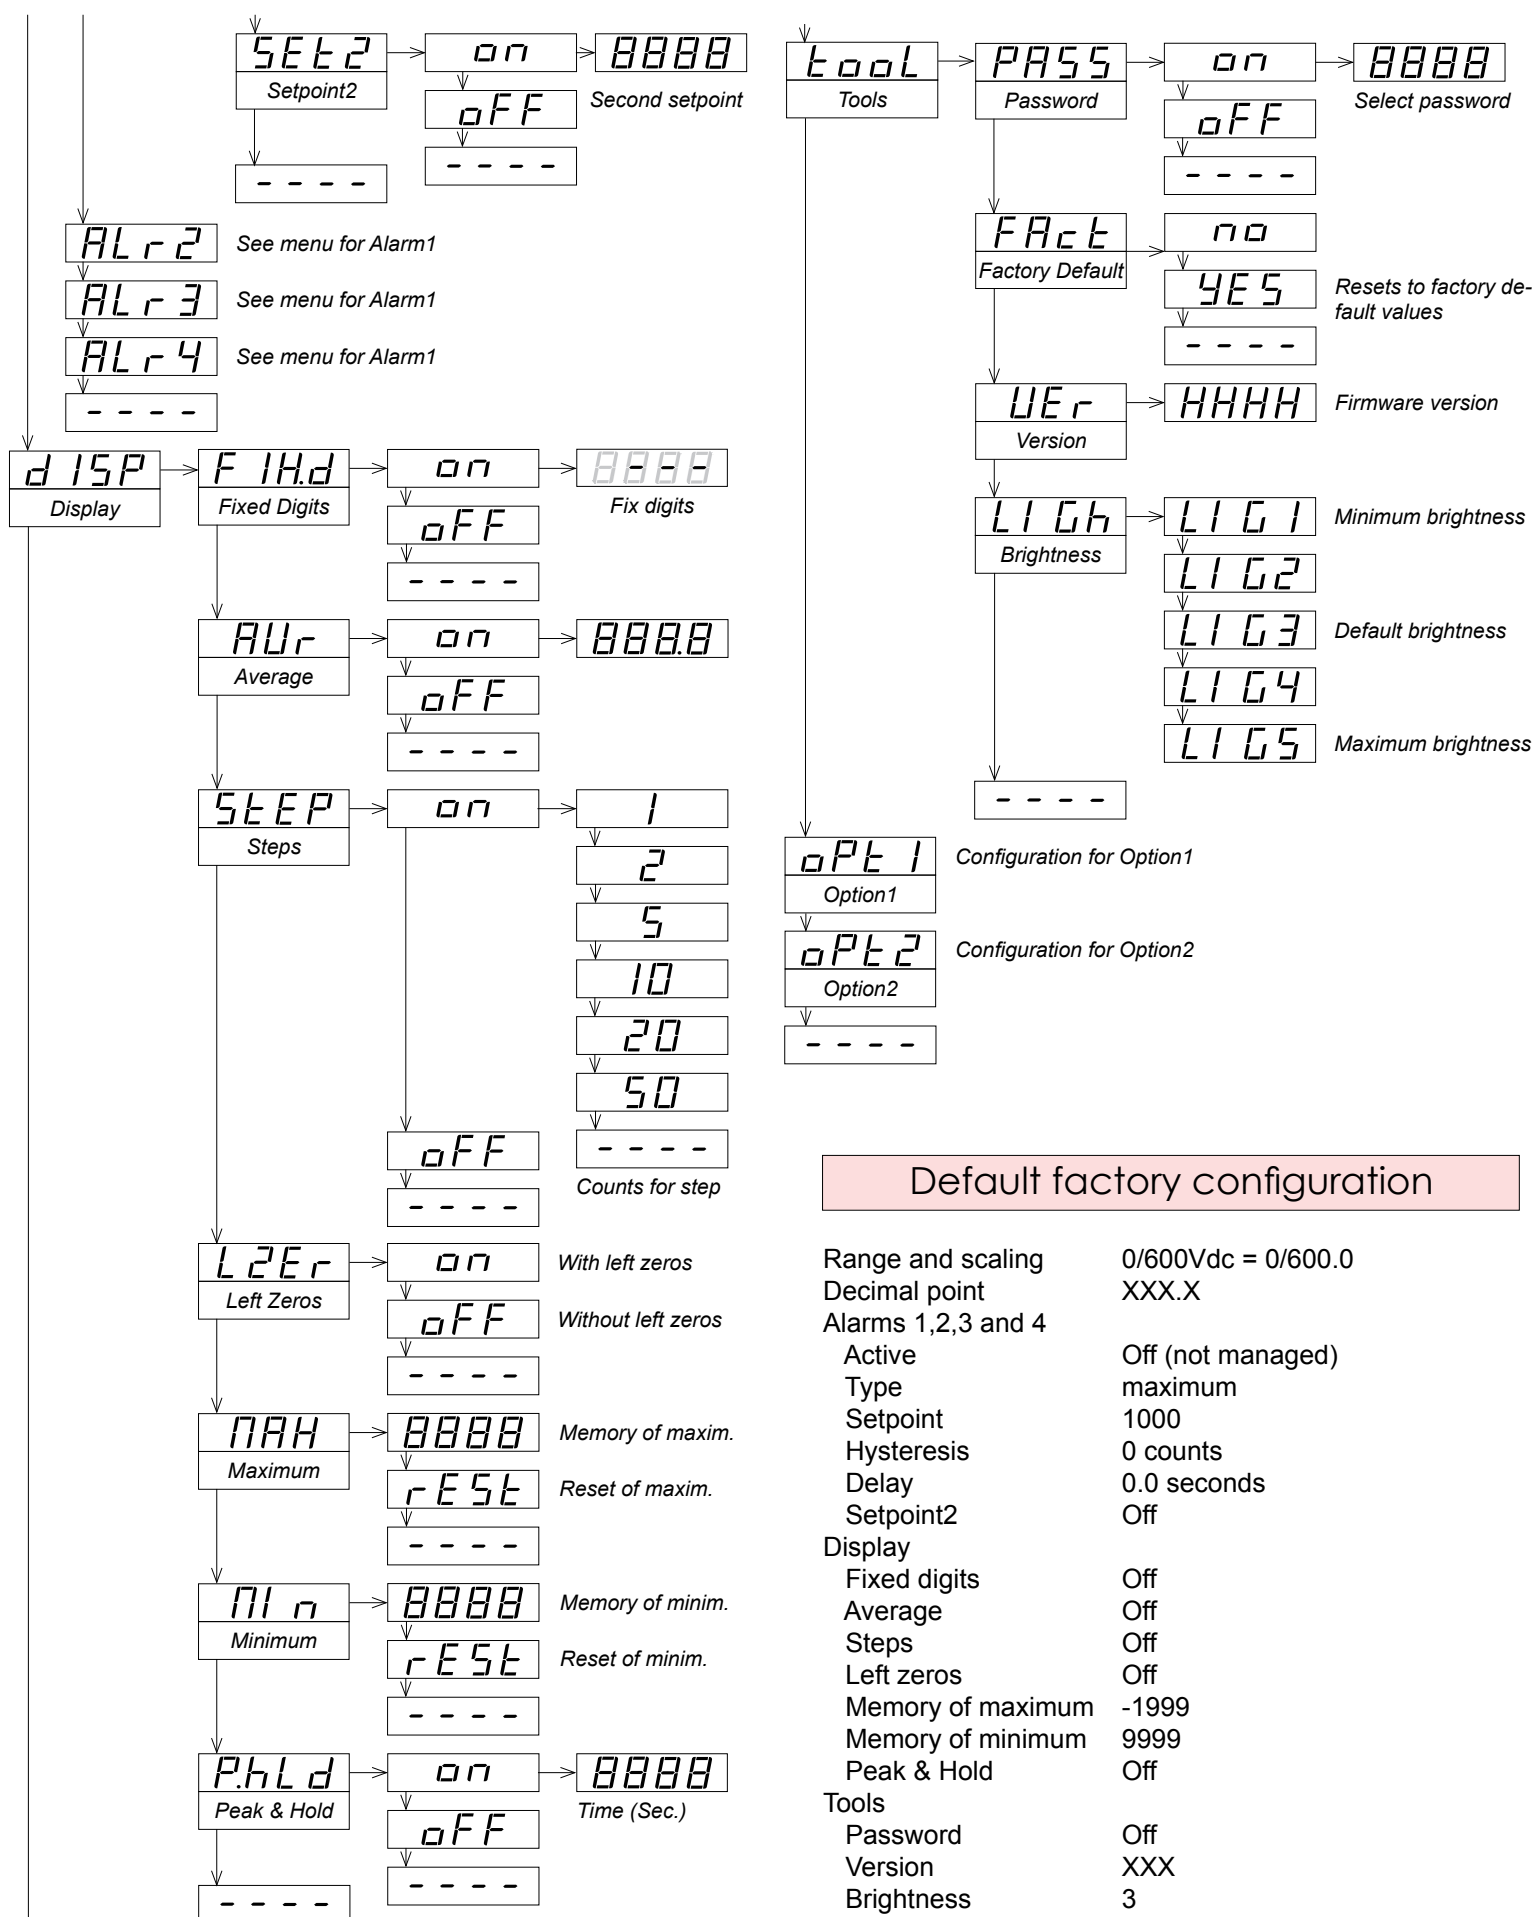 SEt2 on 8888
Setpoint2
oFF
Second setpoint
- - - -
- - - -
ALr2 See menu for Alarm1
ALr3 See menu for Alarm1
ALr4 See menu for Alarm1
- - - -
dISP FIH.d on 8- - -
Display Fixed Digits
oFF
Fix digits
- - - -
AVr on 888.8
Average
oFF
- - - -
StEP on 1
Steps
2
5
10
20
50
oFF - - - -
- - - - Counts for step
LZEr on With left zeros
Left Zeros
oFF Without left zeros
- - - -
MAH 8888 Memory of maxim.
Maximum
rESt Reset of maxim.
- - - -
MIn 8888 Memory of minim.
Minimum
rESt Reset of minim.
- - - -
P.hLd on 8888
Peak & Hold Time (Sec.)
oFF
- - - -
- - - -
tooL PASS on 8888
Tools Password Select password
oFF
- - - -
FAct no
Factory Default
YES Resets to factory de-
fault values
- - - -
VEr HHHH Firmware version
Version
LIGh LIG1 Minimum brightness
Brightness
LIG2
LIG3 Default brightness
LIG4
LIG5 Maximum brightness
- - - -
oPt1 Configuration for Option1
Option1
oPt2 Configuration for Option2
Option2
- - - -
Default factory configuration
Range and scaling 0/600Vdc = 0/600.0
Decimal point XXX.X
Alarms 1,2,3 and 4
Active Off (not managed)
Type maximum
Setpoint 1000
Hysteresis 0 counts
Delay 0.0 seconds
Setpoint2 Off
Display
Fixed digits Off
Average Off
Steps Off
Left zeros Off
Memory of maximum -1999
Memory of minimum 9999
Peak & Hold Off
Tools
Password Off
Version XXX
Brightness 3